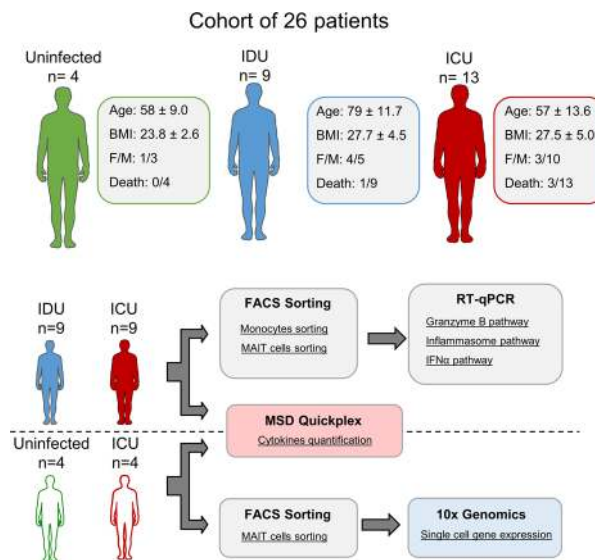 Cohort of 26 patients
Uninfected
n= 4
Age: 58 ± 9.0
BMI: 23.8 ± 2.6
F/M: 1/3
Death: 0/4
IDU
n= 9
Age: 79 ± 11.7
BMI: 27.7 ± 4.5
F/M: 4/5
Death: 1/9
ICU
n= 13
Age: 57 ± 13.6
BMI: 27.5 ± 5.0
F/M: 3/10
Death: 3/13
IDU
n=9
ICU
n=9
FACS Sorting
Monocytes sorting
MAIT cells sorting
RT-qPCR
Granzyme B pathway
Inflammasome pathway
IFNα pathway
MSD Quickplex
Cytokines quantification
Uninfected
n=4
ICU
n=4
FACS Sorting
MAIT cells sorting
10x Genomics
Single cell gene expression